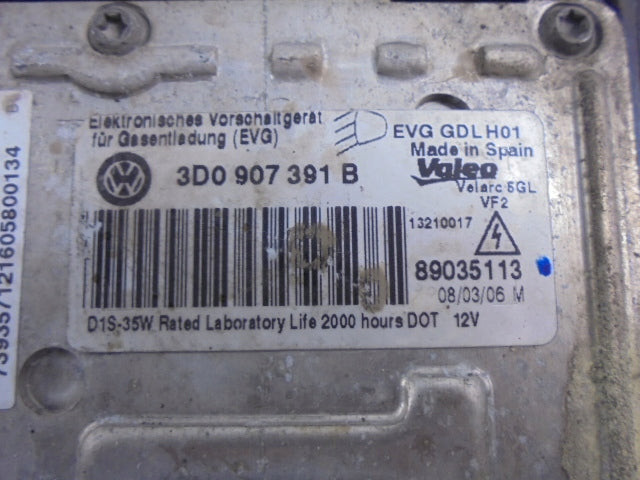 Elektronisches Vorschaltgerät
für Gasentladung (EVG)
EVG GDL H01
Made in Spain
3D0 907 391 B
Valeo
Velarc 5GL
VF2
13210017
89035113
08/03/06 M
D1S-35W Rated Laboratory Life 2000 hours DOT 12V
739357121605800134